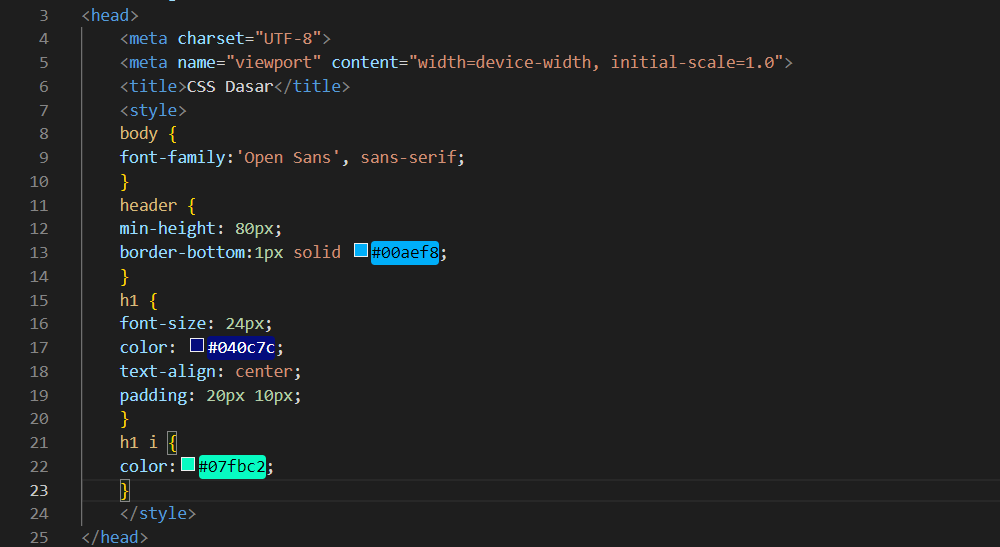 3 <head>
4 <meta charset="UTF-8">
5 <meta name="viewport" content="width=device-width, initial-scale=1.0">
6 <title>CSS Dasar</title>
7 <style>
8 body {
9 font-family:'Open Sans', sans-serif;
10 }
11 header {
12 min-height: 80px;
13 border-bottom:1px solid #00aef8;
14 }
15 h1 {
16 font-size: 24px;
17 color: #040c7c;
18 text-align: center;
19 padding: 20px 10px;
20 }
21 h1 i {
22 color:#07fbc2;
23 }
24 </style>
25 </head>